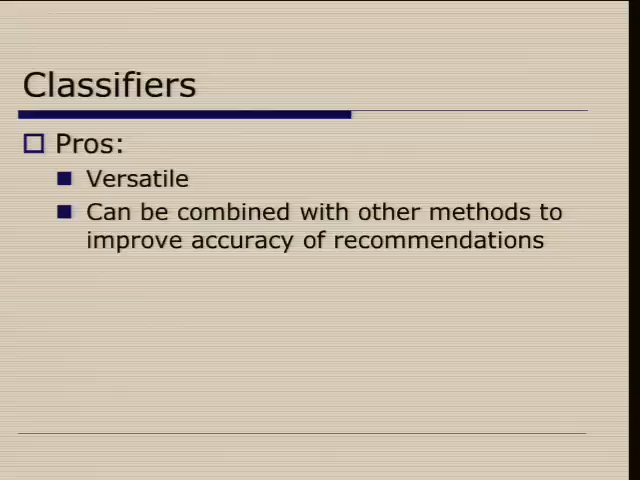 Classifiers
Pros:
Versatile
Can be combined with other methods to
improve accuracy of recommendations